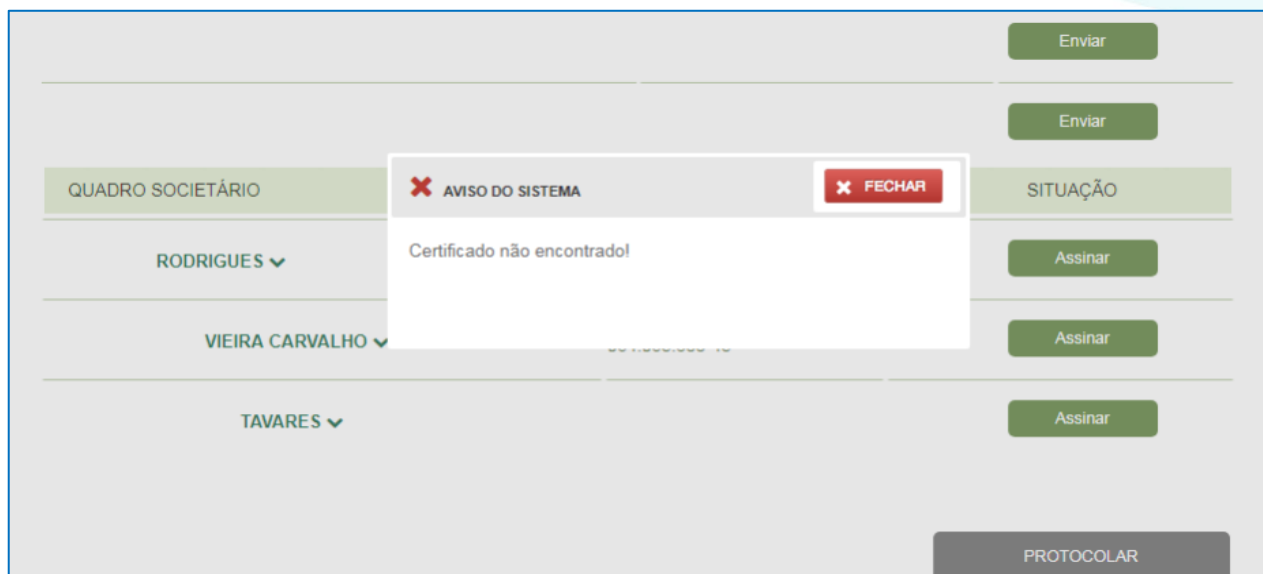 Enviar
Enviar
QUADRO SOCIETÁRIO
SITUAÇÃO
AVISO DO SISTEMA
FECHAR
Certificado não encontrado!
RODRIGUES
Assinar
VIEIRA CARVALHO
Assinar
TAVARES
Assinar
PROTOCOLAR